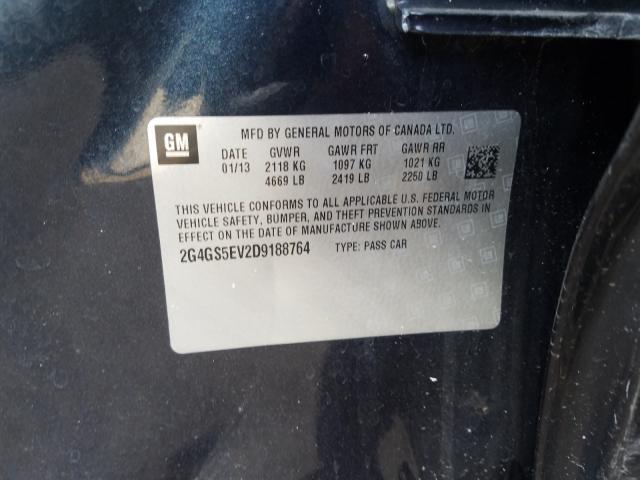 GM
MFD BY GENERAL MOTORS OF CANADA LTD.
DATE GVWR GAWR FRT GAWR RR
01/13 2118 KG 1097 KG 1021 KG
4669 LB 2419 LB 2250 LB
THIS VEHICLE CONFORMS TO ALL APPLICABLE U.S. FEDERAL MOTOR
VEHICLE SAFETY, BUMPER, AND THEFT PREVENTION STANDARDS IN
EFFECT ON THE DATE OF MANUFACTURE SHOWN ABOVE.
2G4GS5EV2D9188764 TYPE: PASS CAR